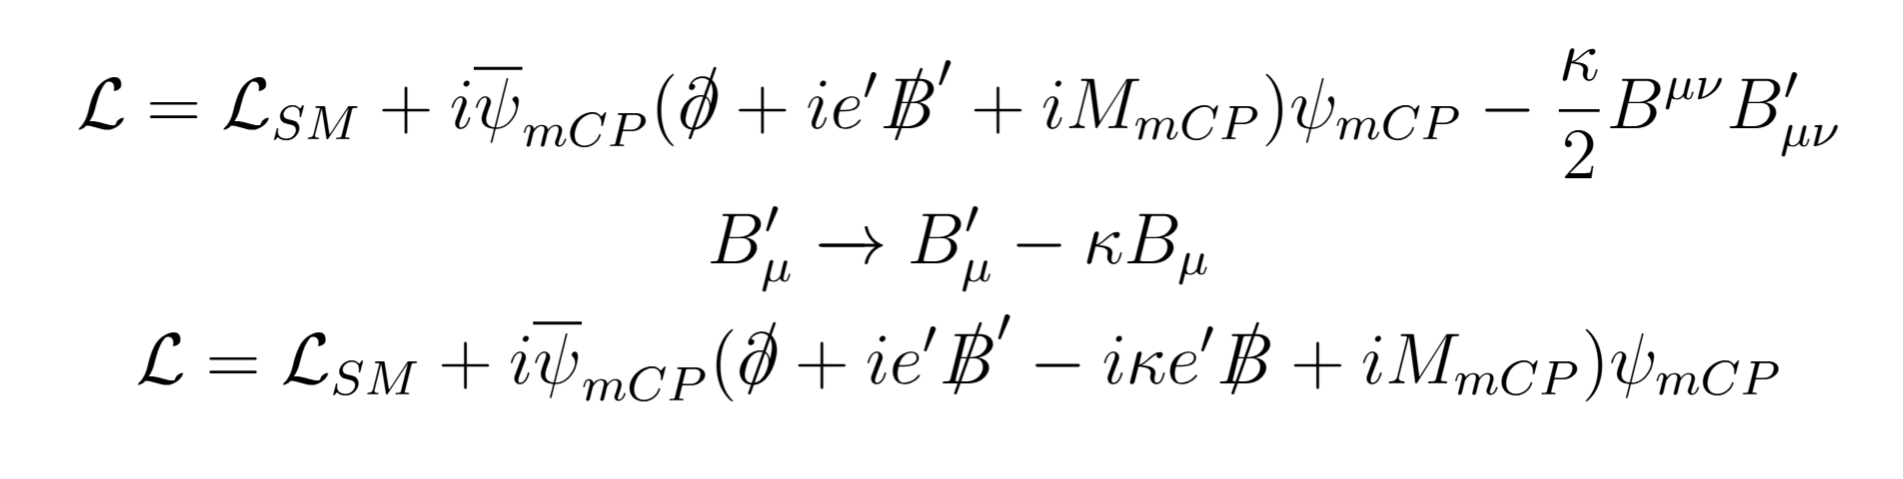 ℒ = ℒ_{SM} + i\overline{ψ}_{mCP}(∂̸ + ie′B̸′ + iM_{mCP})ψ_{mCP} − \frac{κ}{2}B^{μν}B′_{μν}
B′_μ → B′_μ − κB_μ
ℒ = ℒ_{SM} + i\overline{ψ}_{mCP}(∂̸ + ie′B̸′ − iκe′B̸ + iM_{mCP})ψ_{mCP}